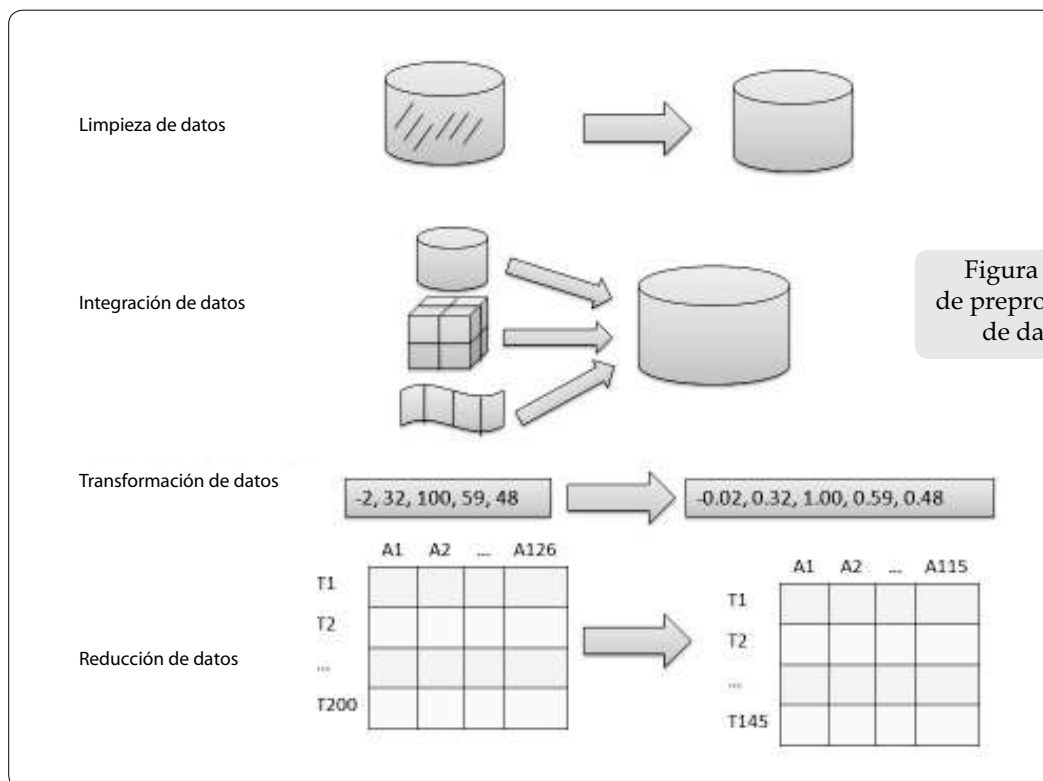 Limpieza de datos
Integración de datos
Figura
de prepro
de da
Transformación de datos
-2, 32, 100, 59, 48
-0.02, 0.32, 1.00, 0.59, 0.48
Reducción de datos
A1 A2 ... A126
T1
T2
...
T200
A1 A2 ... A115
T1
T2
...
T145